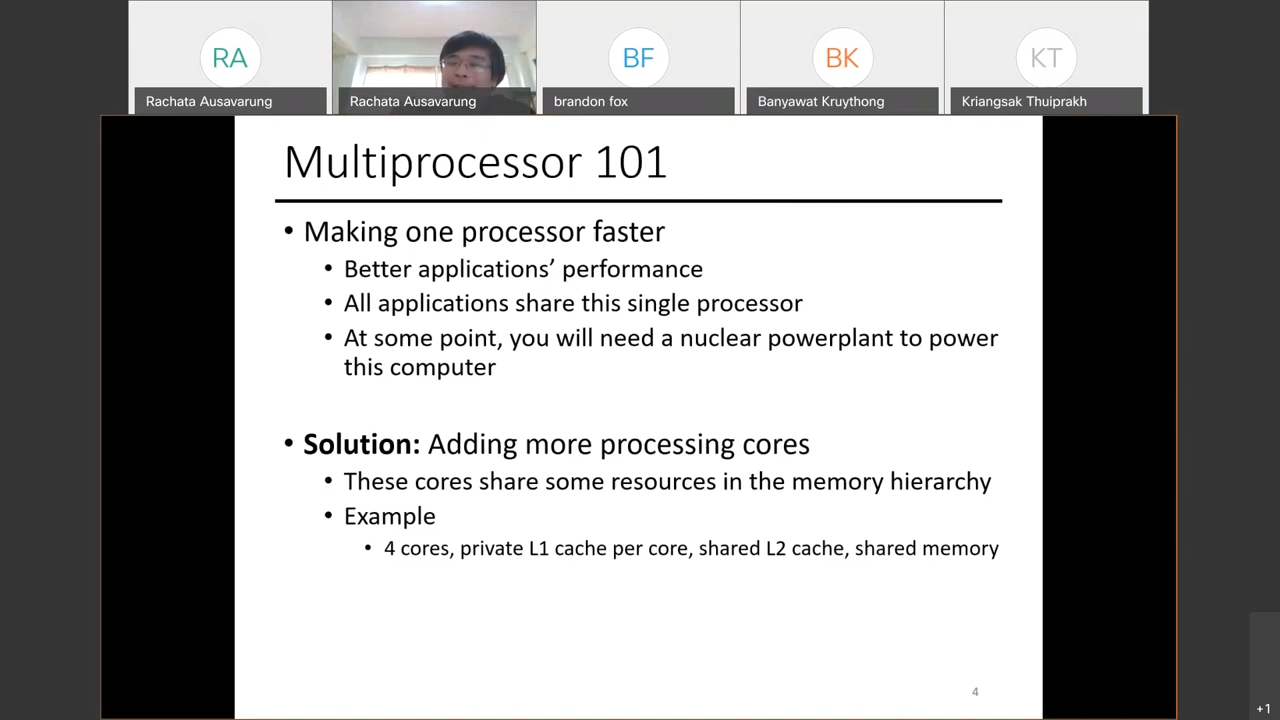 RA
BF
BK
KT
Rachata Ausavarung
Rachata Ausavarung
brandon fox
Banyawat Kruythong
Kriangsak Thuiprakh
Multiprocessor 101
• Making one processor faster
• Better applications’ performance
• All applications share this single processor
• At some point, you will need a nuclear powerplant to power
this computer
• Solution: Adding more processing cores
• These cores share some resources in the memory hierarchy
• Example
• 4 cores, private L1 cache per core, shared L2 cache, shared memory
4
+1